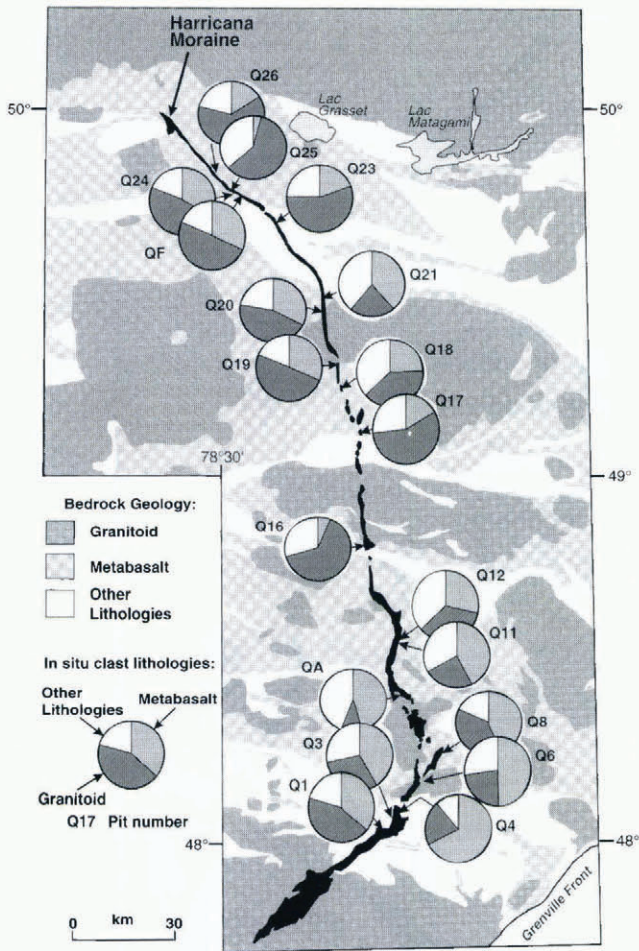 Harricana
Moraine
50°
50°
Q26
Lac
Grasset
Lac
Matagami
Q25
Q23
Q24
QF
Q21
Q20
Q18
Q19
Q17
78°30'
49°
Bedrock Geology:
Granitoid
Metabasalt
Other
Lithologies
Q16
Q12
Q11
In situ clast lithologies:
Other
Lithologies
Metabasalt
Granitoid
Q17 Pit number
QA
Q8
Q3
Q6
Q1
Q4
48°
48°
0 km 30
Grenville Front